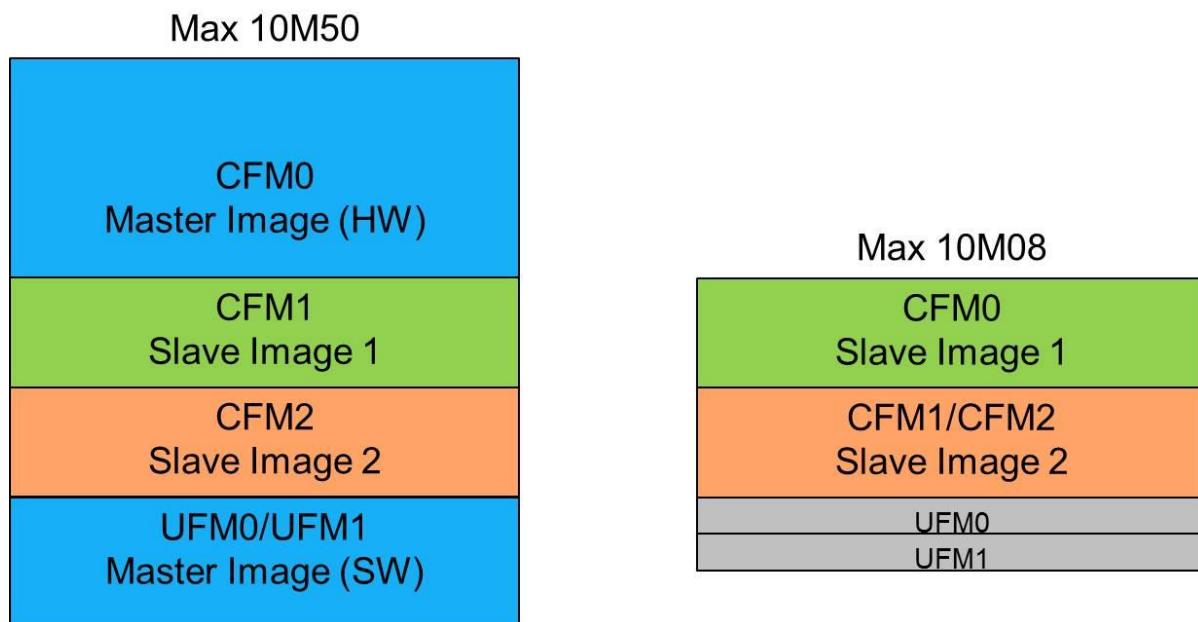 Max 10M50
CFM0
Master Image (HW)
CFM1
Slave Image 1
CFM2
Slave Image 2
UFM0/UFM1
Master Image (SW)
Max 10M08
CFM0
Slave Image 1
CFM1/CFM2
Slave Image 2
UFM0
UFM1